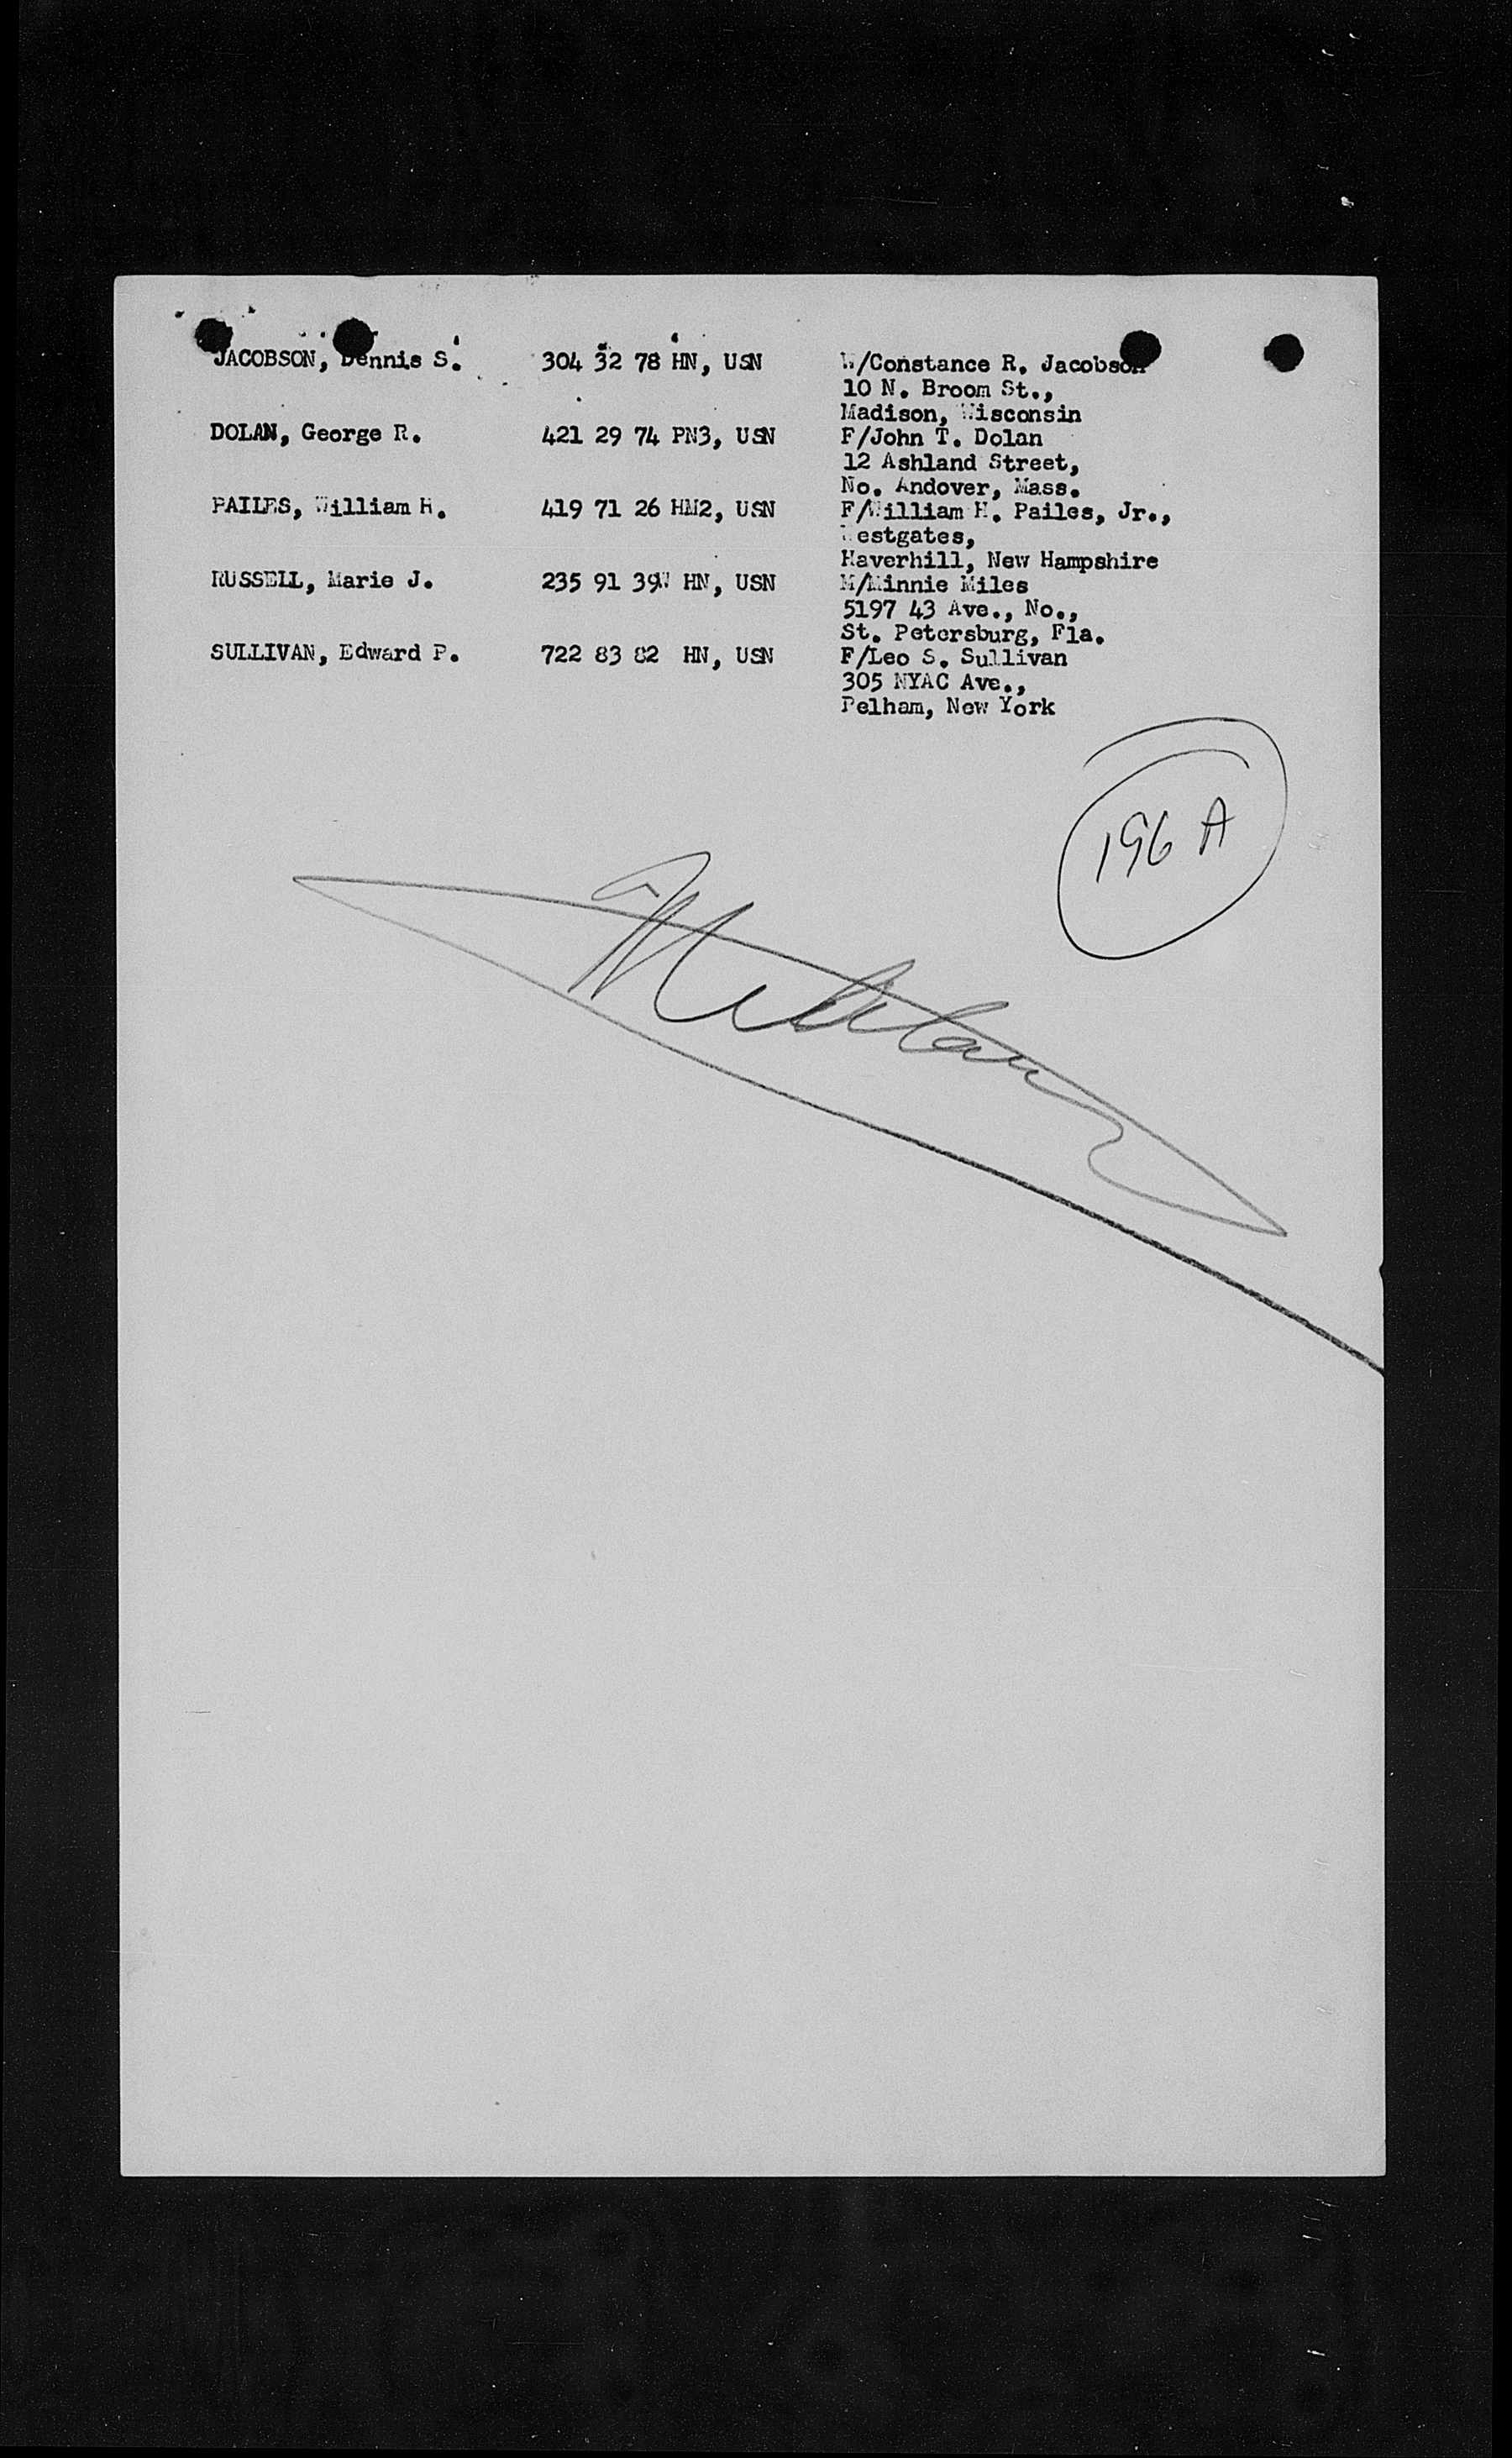 JACOBSON, Dennis S. 304 32 78 HN, USN W/Constance R. Jacobson
10 N. Broom St.,
Madison, Wisconsin
DOLAN, George R. 421 29 74 PN3, USN F/John T. Dolan
12 Ashland Street,
No. Andover, Mass.
PAILES, William H. 419 71 26 HM2, USN F/William H. Pailes, Jr.,
Westgates,
Haverhill, New Hampshire
RUSSELL, Marie J. 235 91 39W HN, USN M/Minnie Miles
5197 43 Ave., No.,
St. Petersburg, Fla.
SULLIVAN, Edward P. 722 83 82 HN, USN F/Leo S. Sullivan
305 NYAC Ave.,
Pelham, New York
196 A